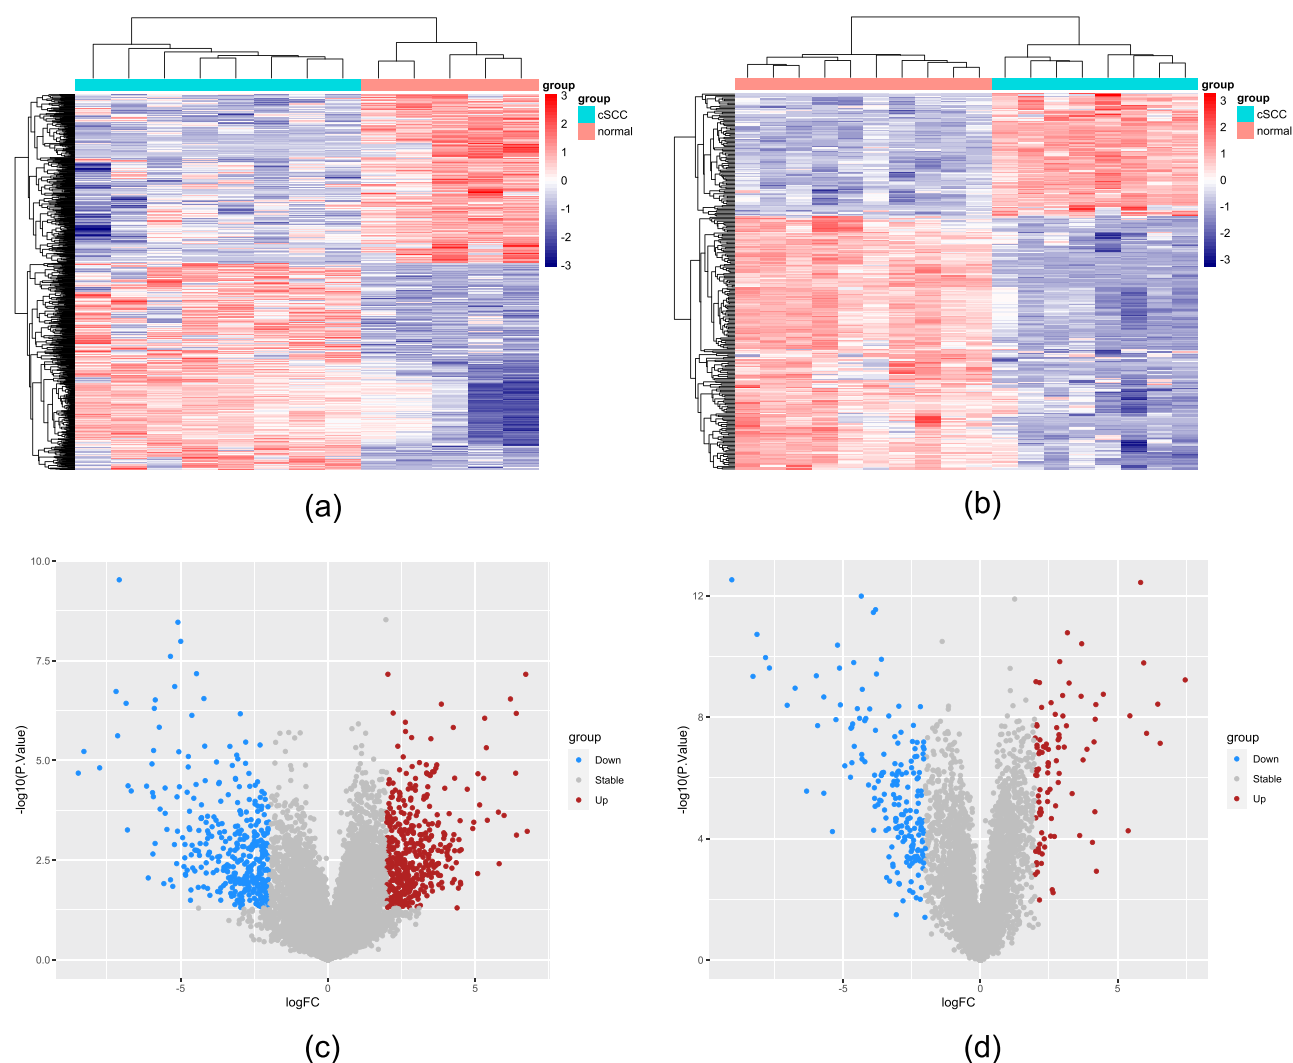 group
3
2
1
0
-1
-2
-3
group
cSCC
normal
(a)
group
3
2
1
0
-1
-2
-3
group
cSCC
normal
(b)
10.0
7.5
5.0
2.5
0.0
-log10(P.Value)
-5
0
5
logFC
group
Down
Stable
Up
(c)
12
8
4
0
-log10(P.Value)
-5
0
5
logFC
group
Down
Stable
Up
(d)